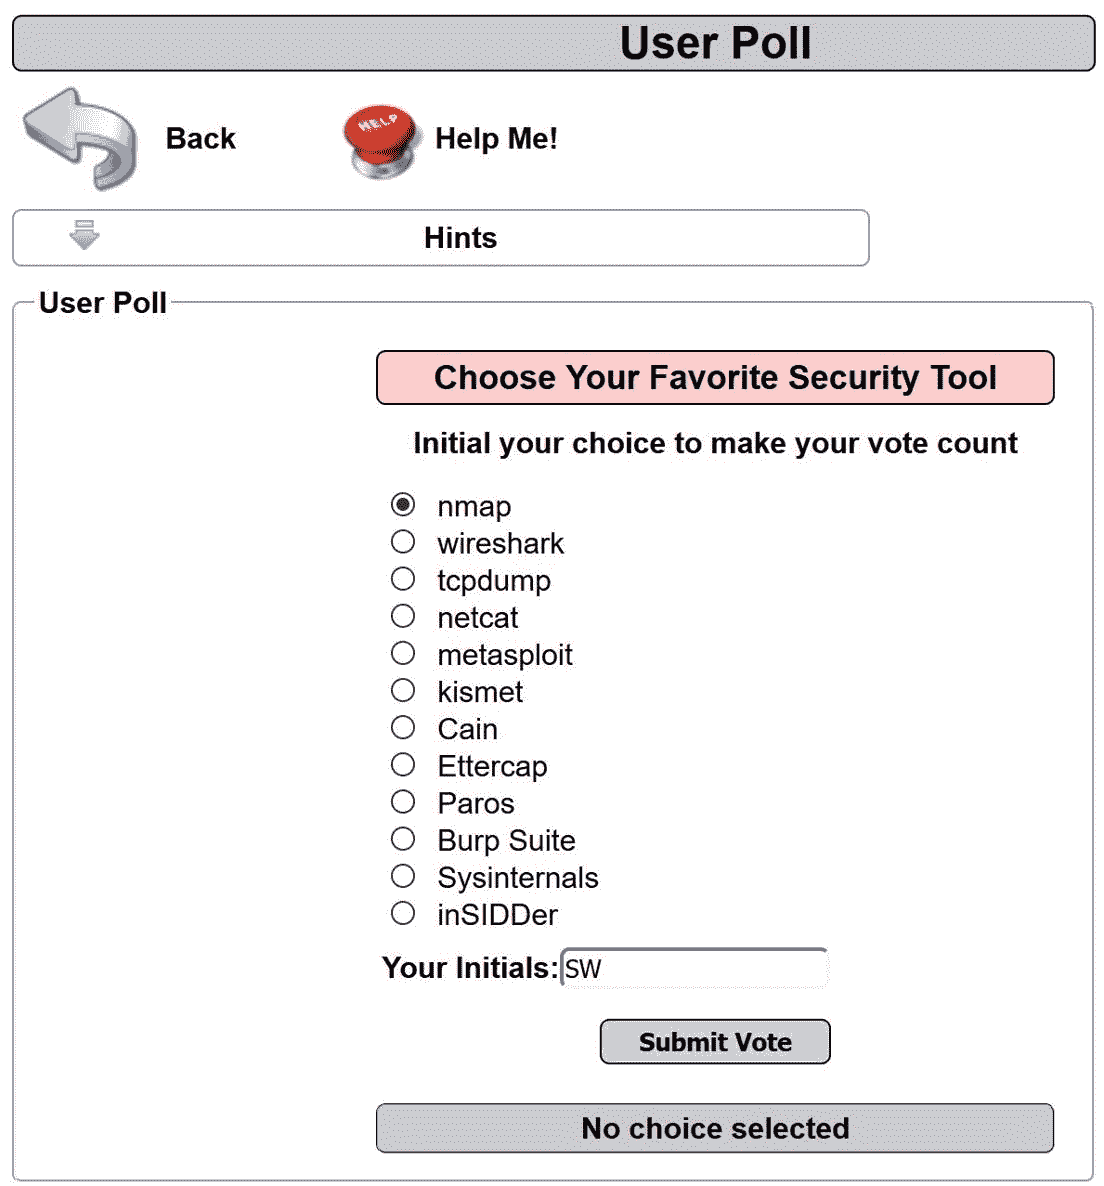 User Poll
Back
HELP
Help Me!
Hints
User Poll
Choose Your Favorite Security Tool
Initial your choice to make your vote count
nmap
wireshark
tcpdump
netcat
metasploit
kismet
Cain
Ettercap
Paros
Burp Suite
Sysinternals
inSIDDer
Your Initials: SW
Submit Vote
No choice selected